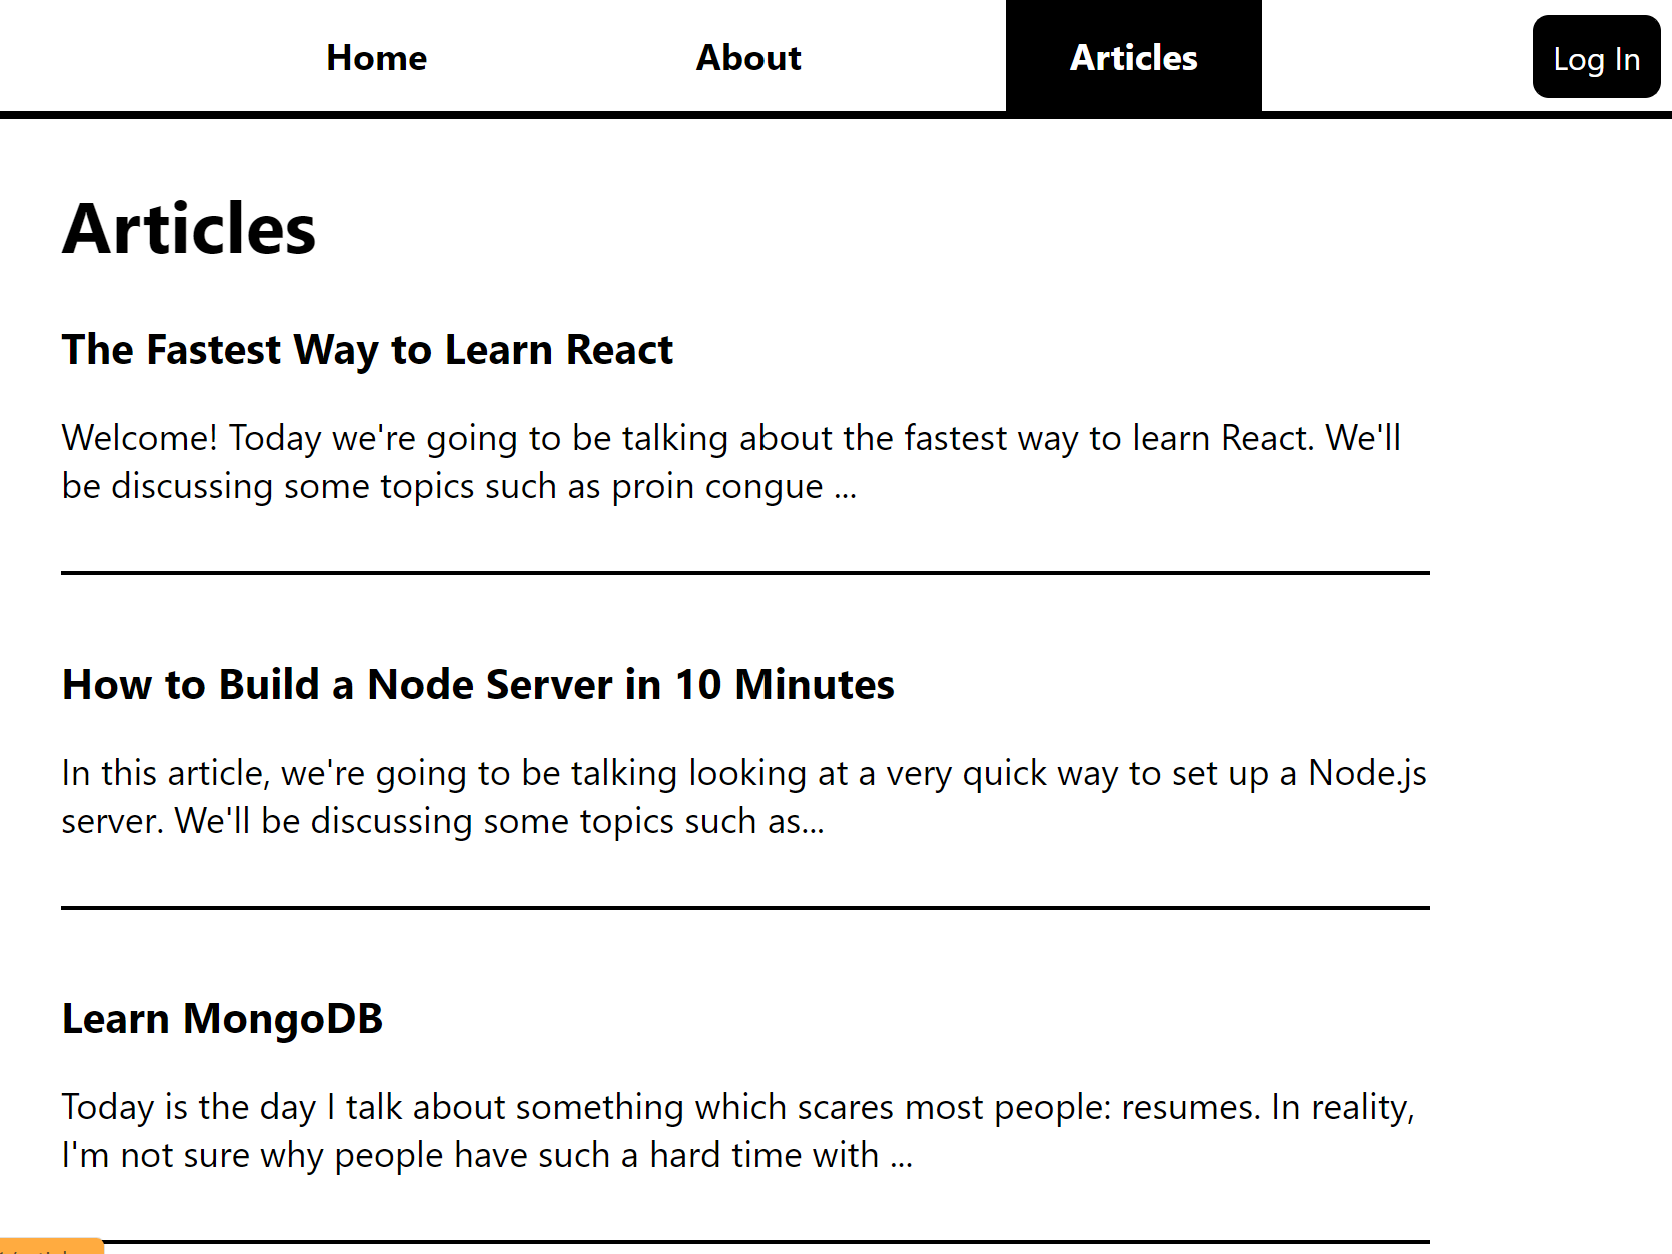 Home About Articles Log In
Articles
The Fastest Way to Learn React
Welcome! Today we're going to be talking about the fastest way to learn React. We'll
be discussing some topics such as proin congue ...
How to Build a Node Server in 10 Minutes
In this article, we're going to be talking looking at a very quick way to set up a Node.js
server. We'll be discussing some topics such as...
Learn MongoDB
Today is the day I talk about something which scares most people: resumes. In reality,
I'm not sure why people have such a hard time with ...